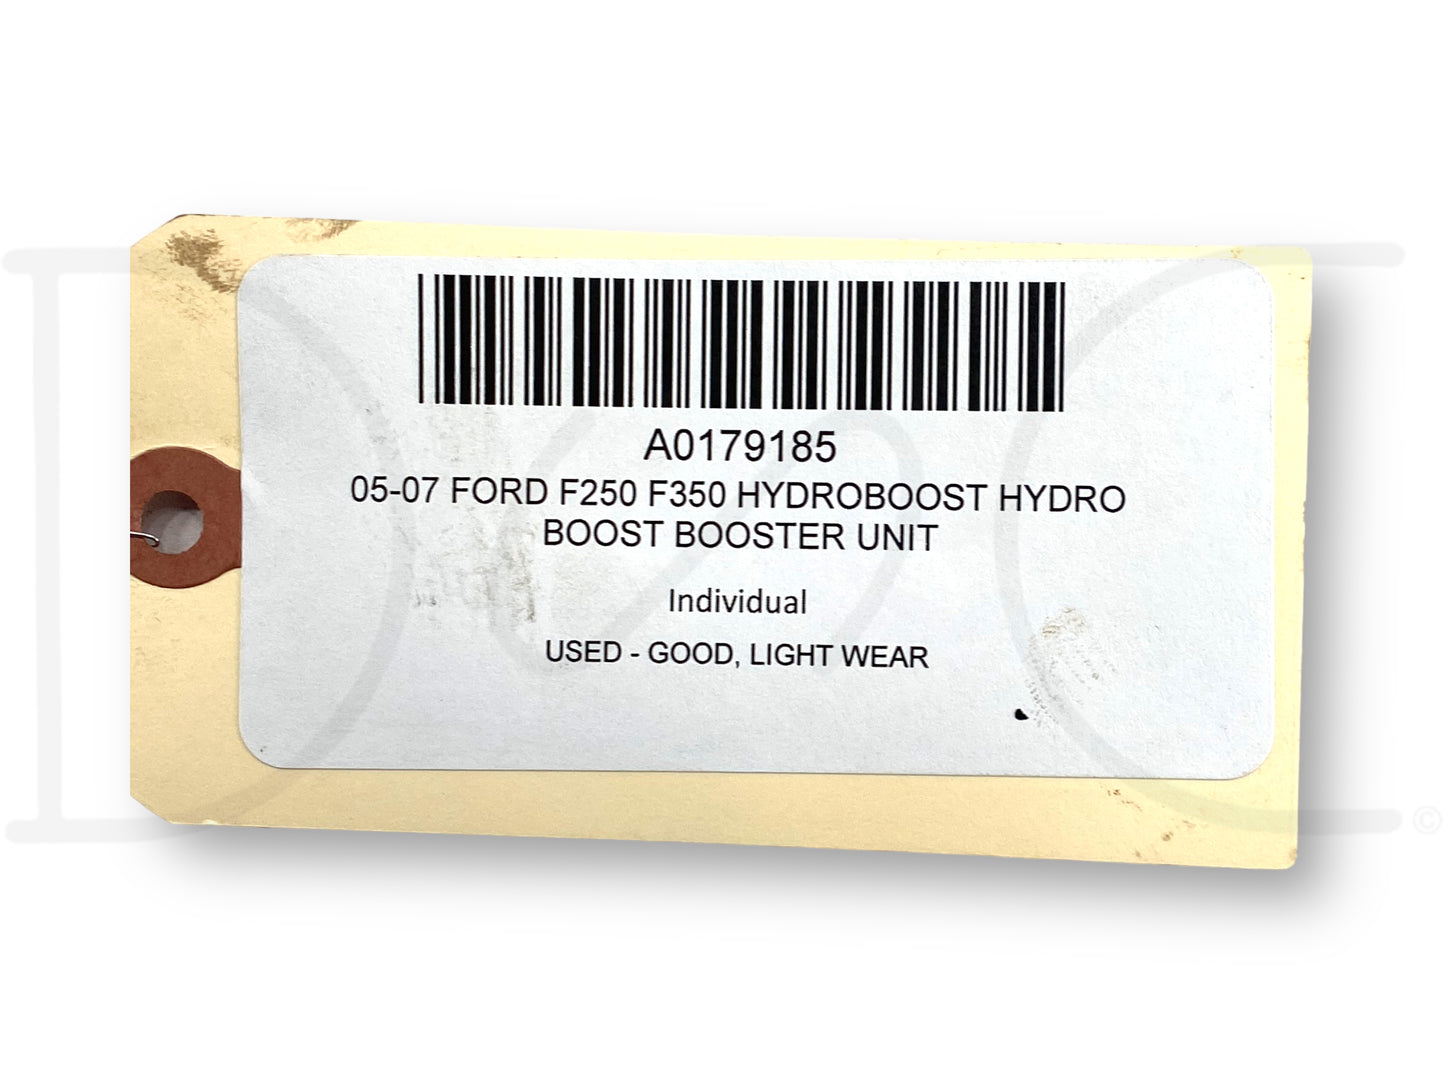 A0179185
05-07 FORD F250 F350 HYDROBOOST HYDRO
BOOST BOOSTER UNIT
Individual
USED - GOOD, LIGHT WEAR
©